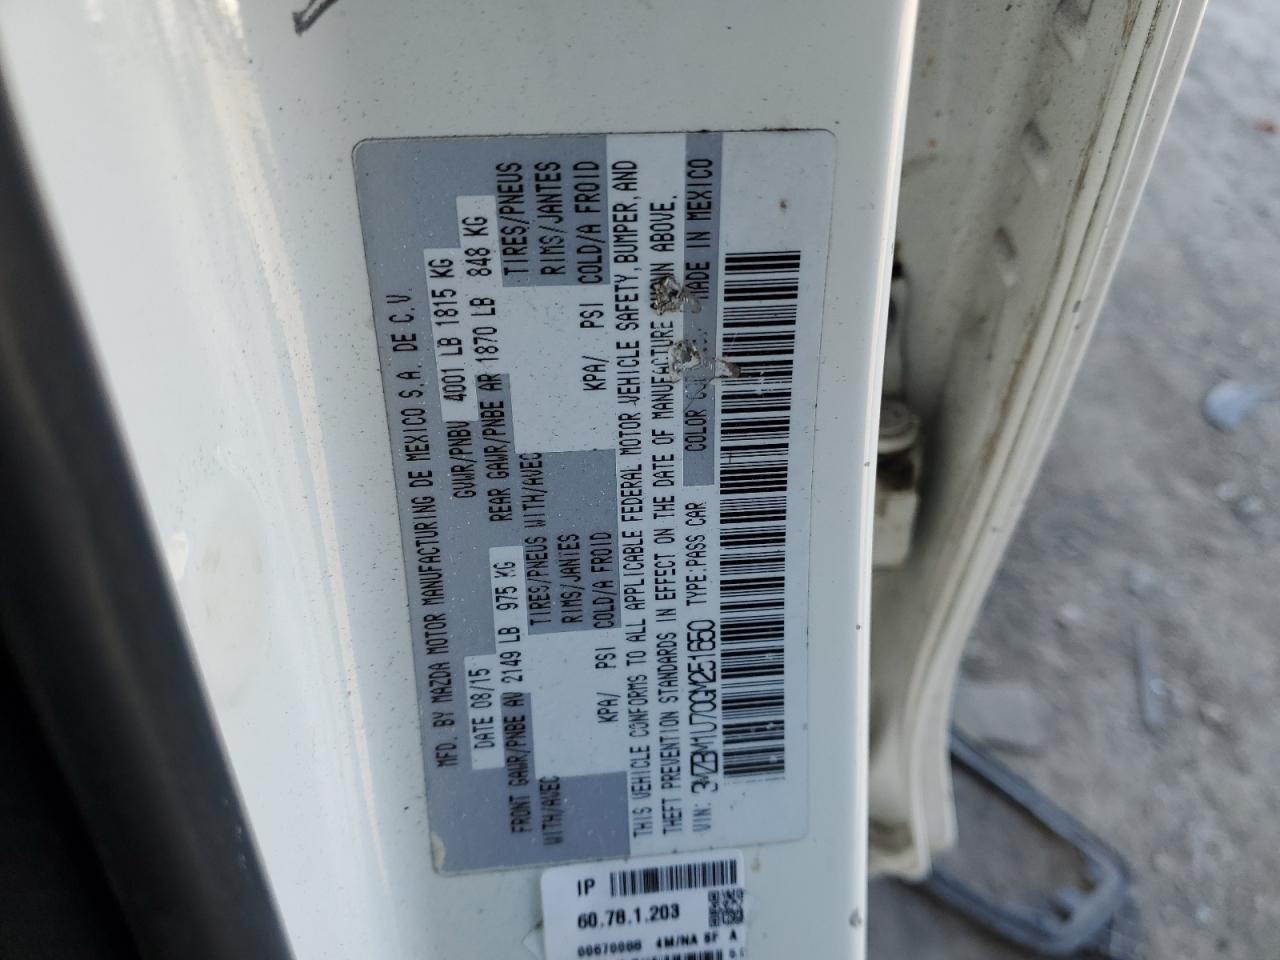 MFD. BY MAZDA MOTOR MANUFACTURING DE MEXICO S.A. DE C.V.
DATE 08/15 GVWR/PNBV 4001 LB 1815 KG
FRONT GAWR/PNBE AV 2149 LB 975 KG REAR GAWR/PNBE AR 1870 LB 848 KG
WITH/AVEC TIRES/PNEUS WITH/AVEC TIRES/PNEUS
RIMS/JANTES RIMS/JANTES
KPA/ PSI COLD/A FROID KPA/ PSI COLD/A FROID
THIS VEHICLE CONFORMS TO ALL APPLICABLE FEDERAL MOTOR VEHICLE SAFETY, BUMPER, AND
THEFT PREVENTION STANDARDS IN EFFECT ON THE DATE OF MANUFACTURE ABOVE.
VIN: 3MZBM1U70GM251650 TYPE:PASS CAR COLOR MADE IN MEXICO
IP
60.78.1.203
4M/NA